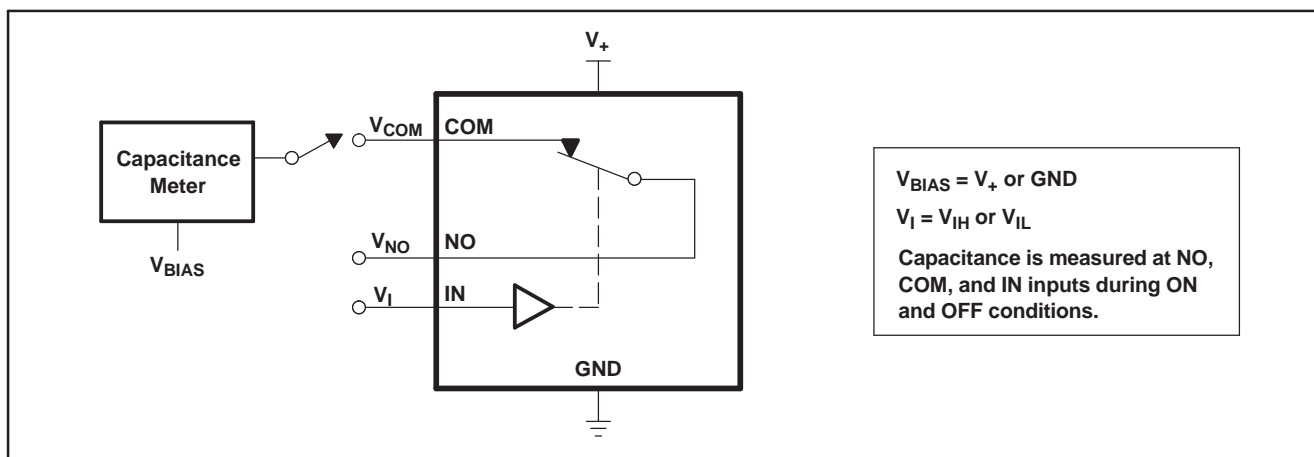 V+
Capacitance
Meter
VBIAS
VCOM
COM
VNO
NO
VI
IN
GND
VBIAS = V+ or GND
VI = VIH or VIL
Capacitance is measured at NO,
COM, and IN inputs during ON
and OFF conditions.